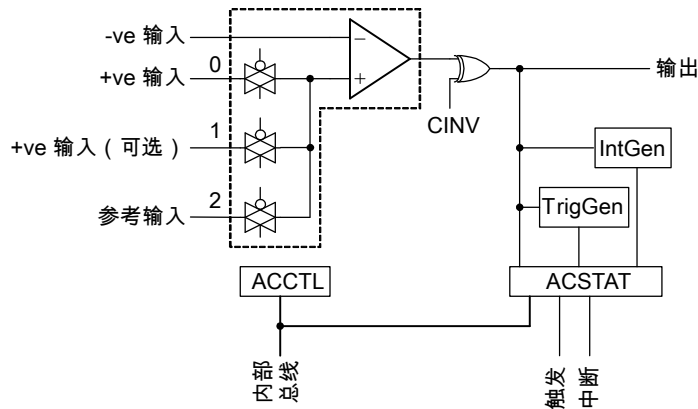 -ve 输入
+ve 输入
0
+ve 输入（可选）
1
参考输入
2
−
+
CINV
输出
IntGen
TrigGen
ACCTL
ACSTAT
内部
总线
触发
中断